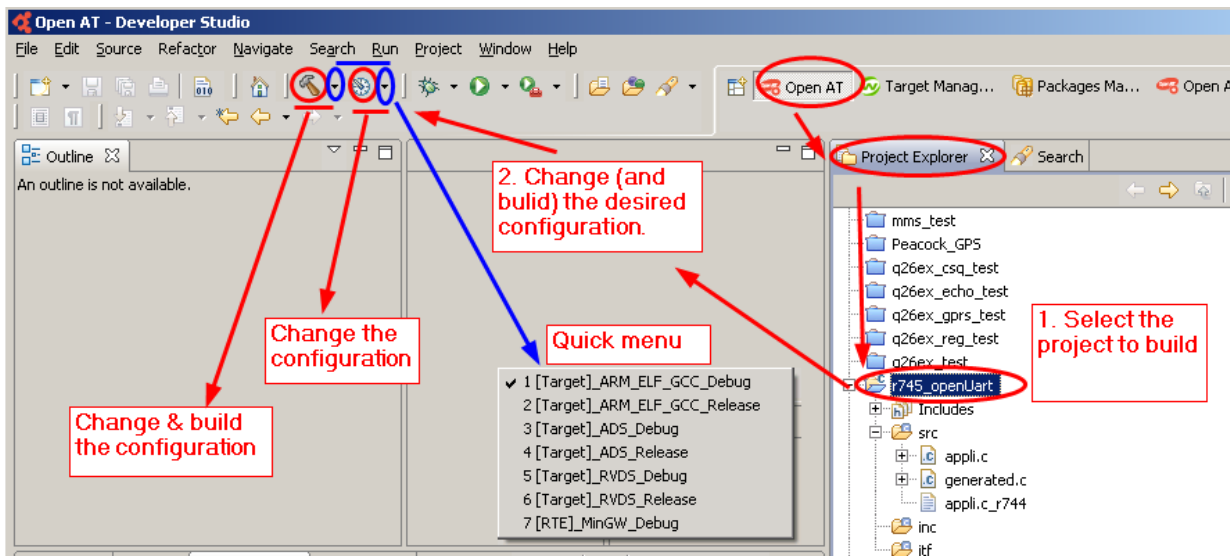 Open AT - Developer Studio
File Edit Source Refactor Navigate Search Run Project Window Help
010
Open AT
Target Manag...
Packages Ma...
Open A
Outline
An outline is not available.
2. Change (and
bulid) the desired
configuration.
Project Explorer
Search
mms_test
Peacock_GPS
q26ex_csq_test
q26ex_echo_test
q26ex_gprs_test
q26ex_reg_test
q26ex_test
r745_openUart
Includes
src
appli.c
generated.c
appli.c_r744
inc
itf
1. Select the
project to build
Change the
configuration
Quick menu
1 [Target]_ARM_ELF_GCC_Debug
2 [Target]_ARM_ELF_GCC_Release
3 [Target]_ADS_Debug
4 [Target]_ADS_Release
5 [Target]_RVDS_Debug
6 [Target]_RVDS_Release
7 [RTE]_MinGW_Debug
Change & build
the configuration